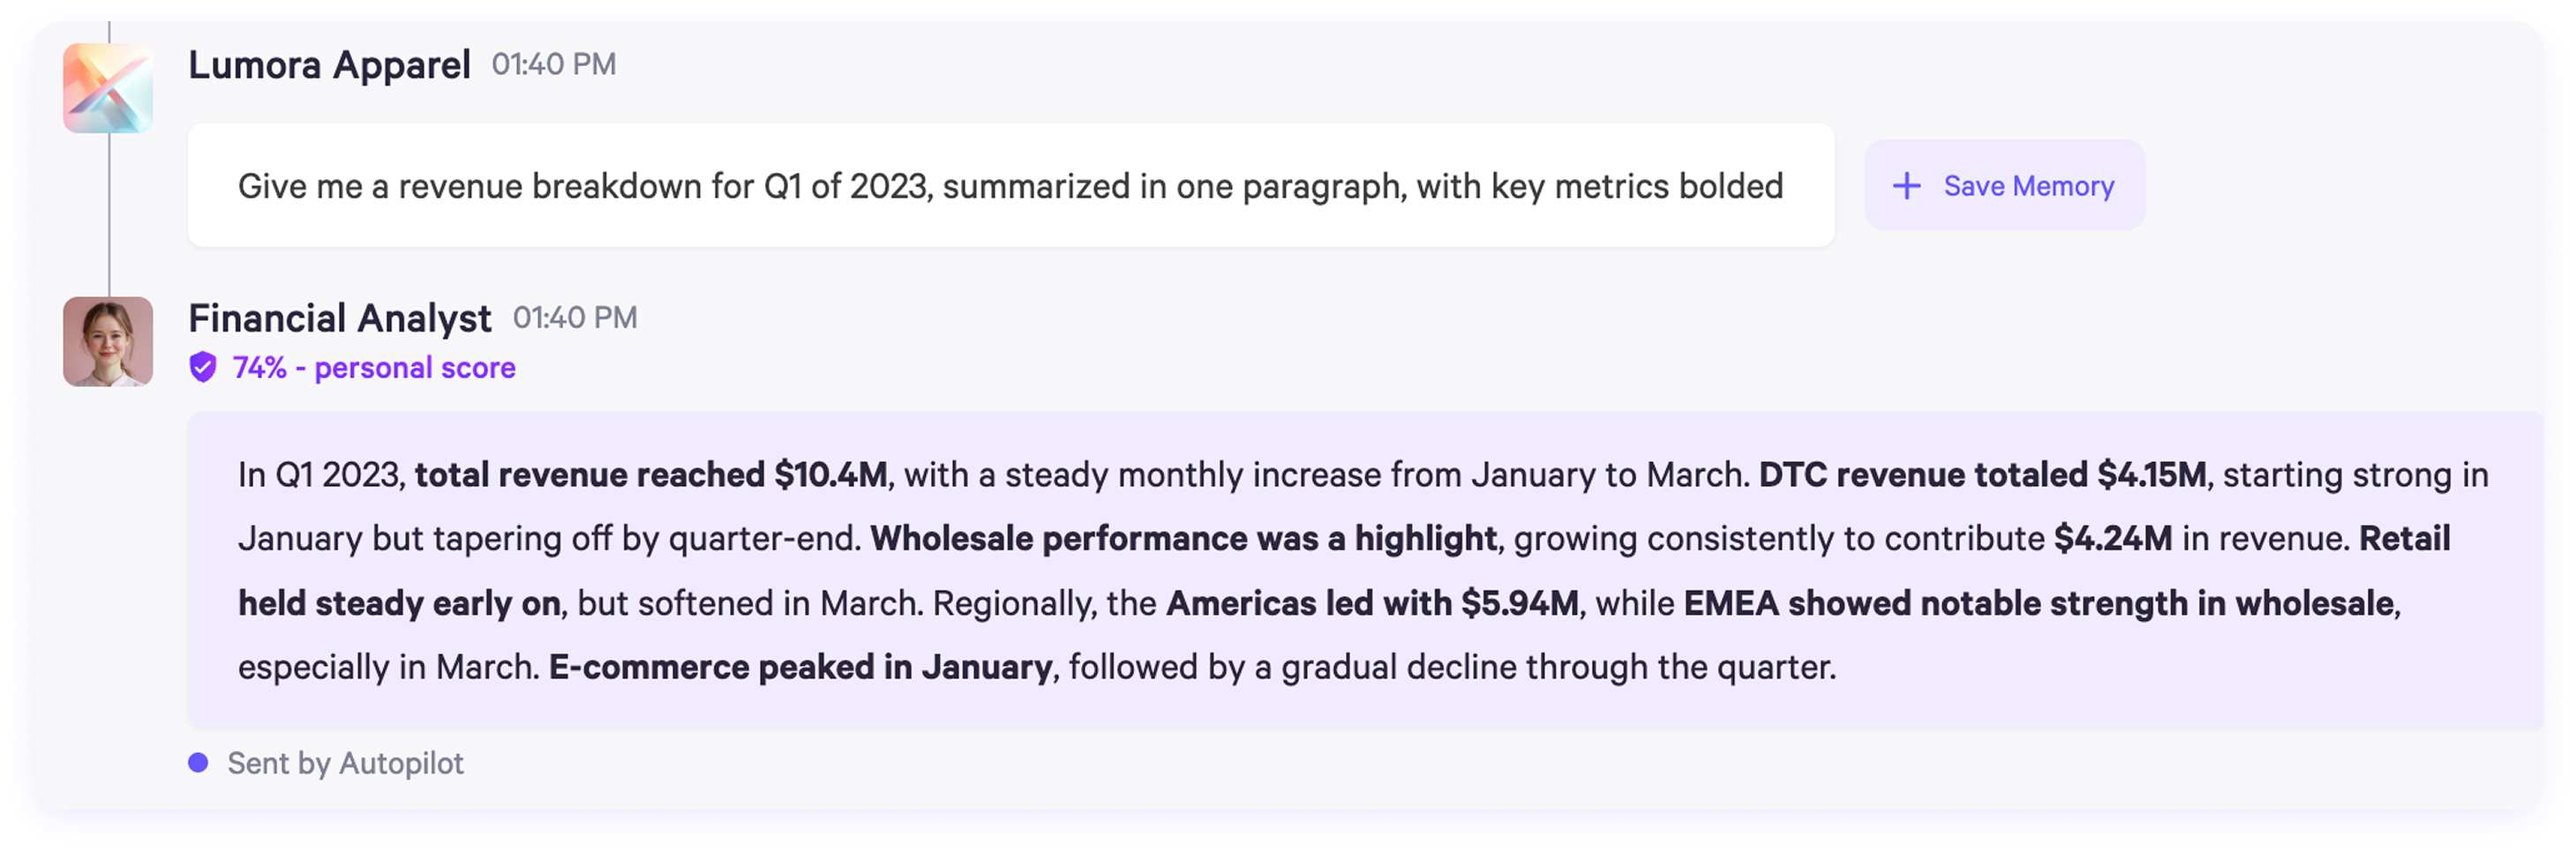 Lumora Apparel 01:40 PM
Give me a revenue breakdown for Q1 of 2023, summarized in one paragraph, with key metrics bolded
+ Save Memory
Financial Analyst 01:40 PM
74% - personal score
In Q1 2023, total revenue reached $10.4M, with a steady monthly increase from January to March. DTC revenue totaled $4.15M, starting strong in
January but tapering off by quarter-end. Wholesale performance was a highlight, growing consistently to contribute $4.24M in revenue. Retail
held steady early on, but softened in March. Regionally, the Americas led with $5.94M, while EMEA showed notable strength in wholesale,
especially in March. E-commerce peaked in January, followed by a gradual decline through the quarter.
Sent by Autopilot